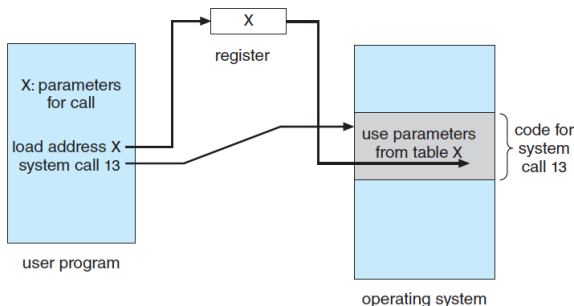 X
register
X: parameters
for call
load address X
system call 13
user program
use parameters
from table X
code for
system
call 13
operating system